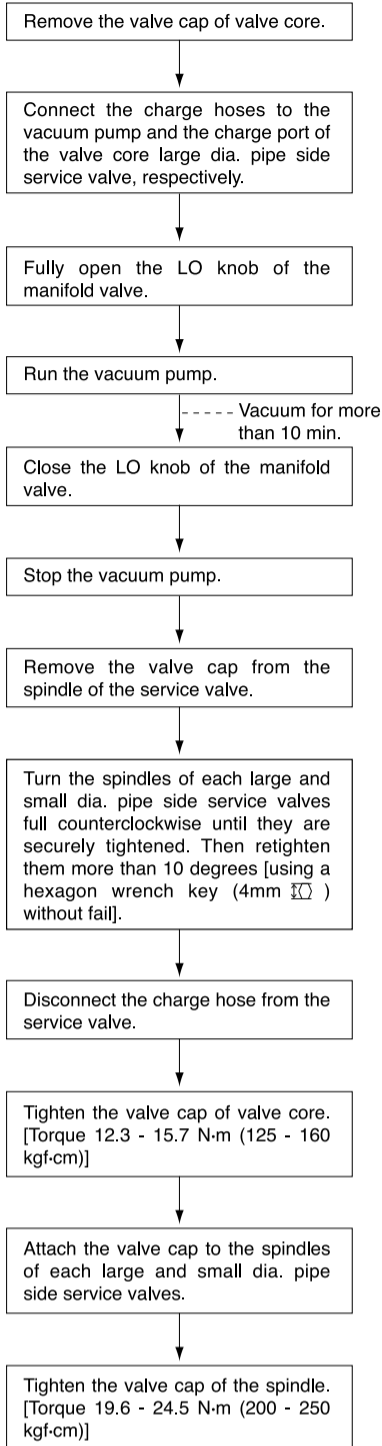 Remove the valve cap of valve core.
Connect the charge hoses to the
vacuum pump and the charge port of
the valve core large dia. pipe side
service valve, respectively.
Fully open the LO knob of the
manifold valve.
Run the vacuum pump.
Vacuum for more
than 10 min.
Close the LO knob of the manifold
valve.
Stop the vacuum pump.
Remove the valve cap from the
spindle of the service valve.
Turn the spindles of each large and
small dia. pipe side service valves
full counterclockwise until they are
securely tightened. Then retighten
them more than 10 degrees [using a
hexagon wrench key (4mm )
without fail].
Disconnect the charge hose from the
service valve.
Tighten the valve cap of valve core.
[Torque 12.3 - 15.7 N·m (125 - 160
kgf·cm)]
Attach the valve cap to the spindles
of each large and small dia. pipe
side service valves.
Tighten the valve cap of the spindle.
[Torque 19.6 - 24.5 N·m (200 - 250
kgf·cm)]